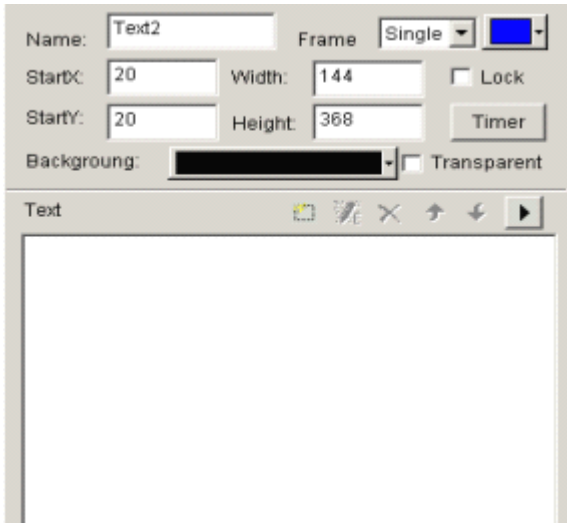 Name: Text2 Frame Single
StartX: 20 Width: 144 Lock
StartY: 20 Height: 368 Timer
Backgroung: Transparent
Text